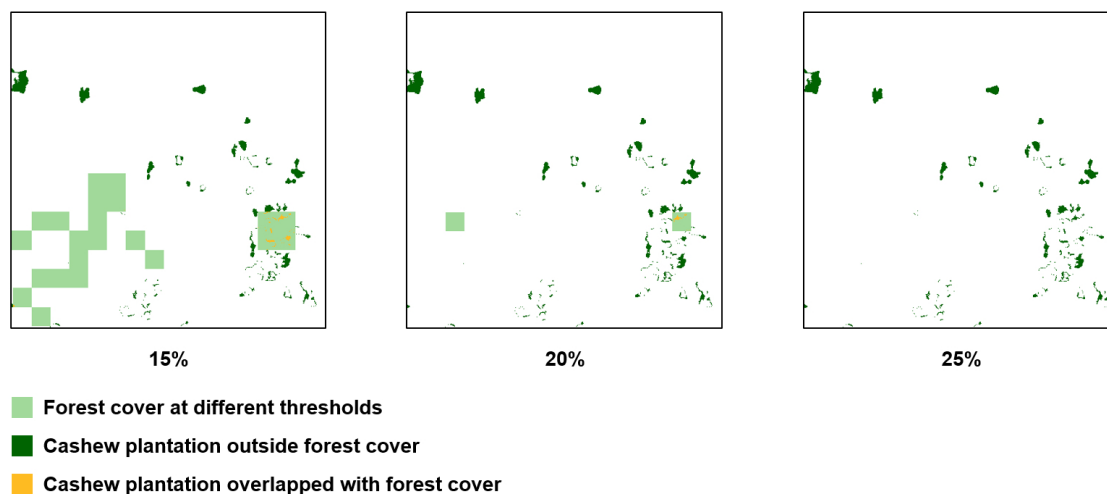 15%
20%
25%
Forest cover at different thresholds
Cashew plantation outside forest cover
Cashew plantation overlapped with forest cover